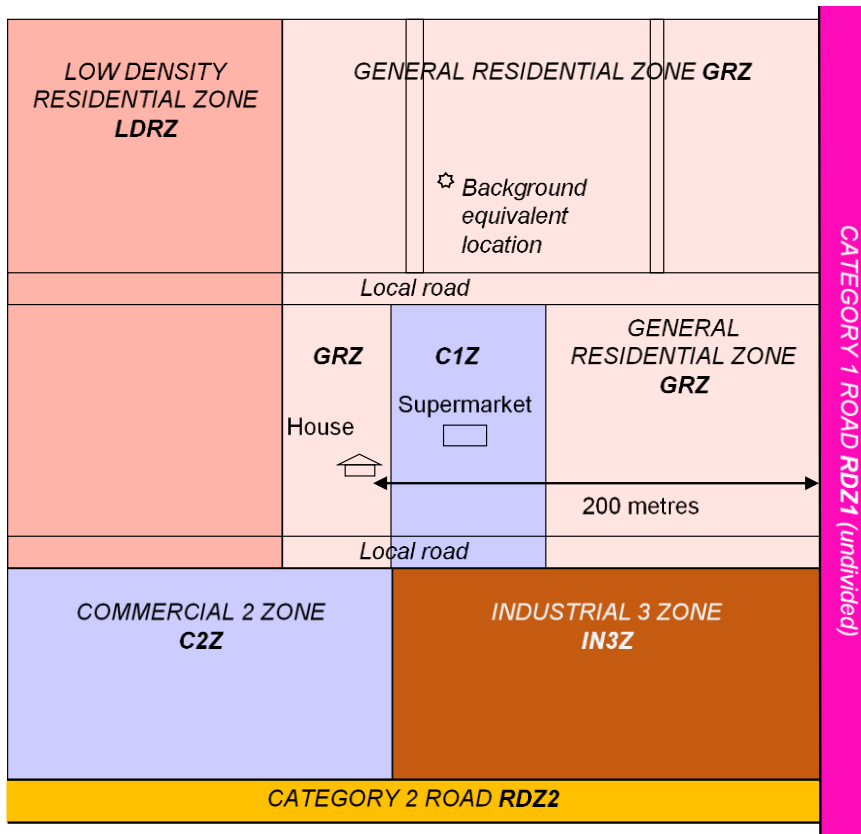 LOW DENSITY
RESIDENTIAL ZONE
LDRZ
GENERAL RESIDENTIAL ZONE GRZ
Background
equivalent
location
Local road
GRZ
C1Z
GENERAL
RESIDENTIAL ZONE
GRZ
Supermarket
House
200 metres
Local road
COMMERCIAL 2 ZONE
C2Z
INDUSTRIAL 3 ZONE
IN3Z
CATEGORY 2 ROAD RDZ2
CATEGORY 1 ROAD RDZ1 (undivided)